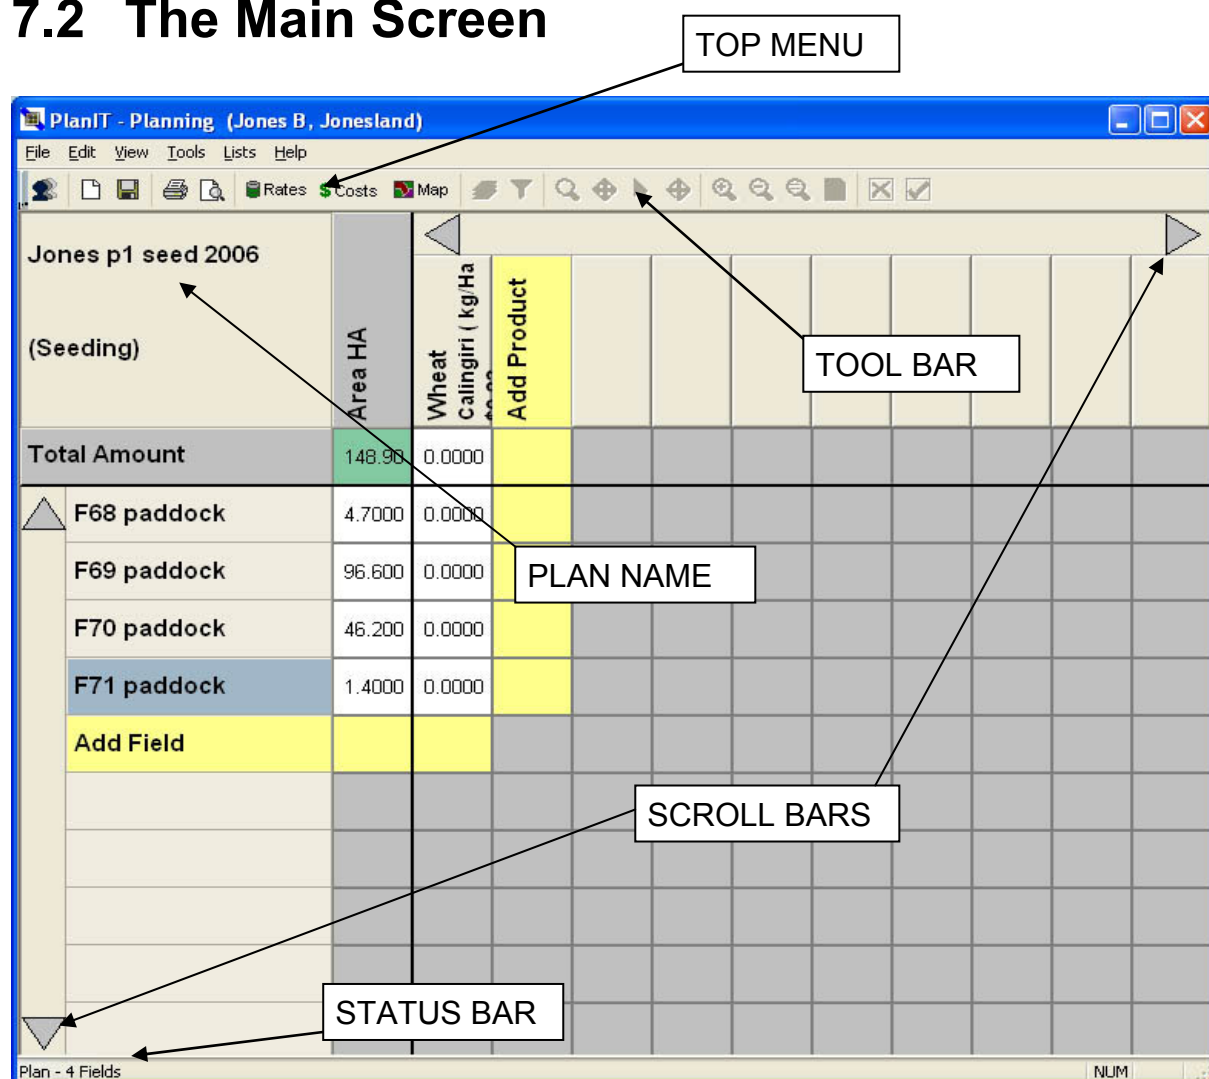 7.2 The Main Screen
TOP MENU
PlanIT - Planning (Jones B, Jonesland)
File Edit View Tools Lists Help
Rates $Costs Map
Jones p1 seed 2006
(Seeding)
Area HA
Wheat
Calingiri ( kg/Ha
Add Product
TOOL BAR
Total Amount 148.90 0.0000
F68 paddock 4.7000 0.0000
F69 paddock 96.600 0.0000
PLAN NAME
F70 paddock 46.200 0.0000
F71 paddock 1.4000 0.0000
Add Field
SCROLL BARS
STATUS BAR
Plan - 4 Fields NUM